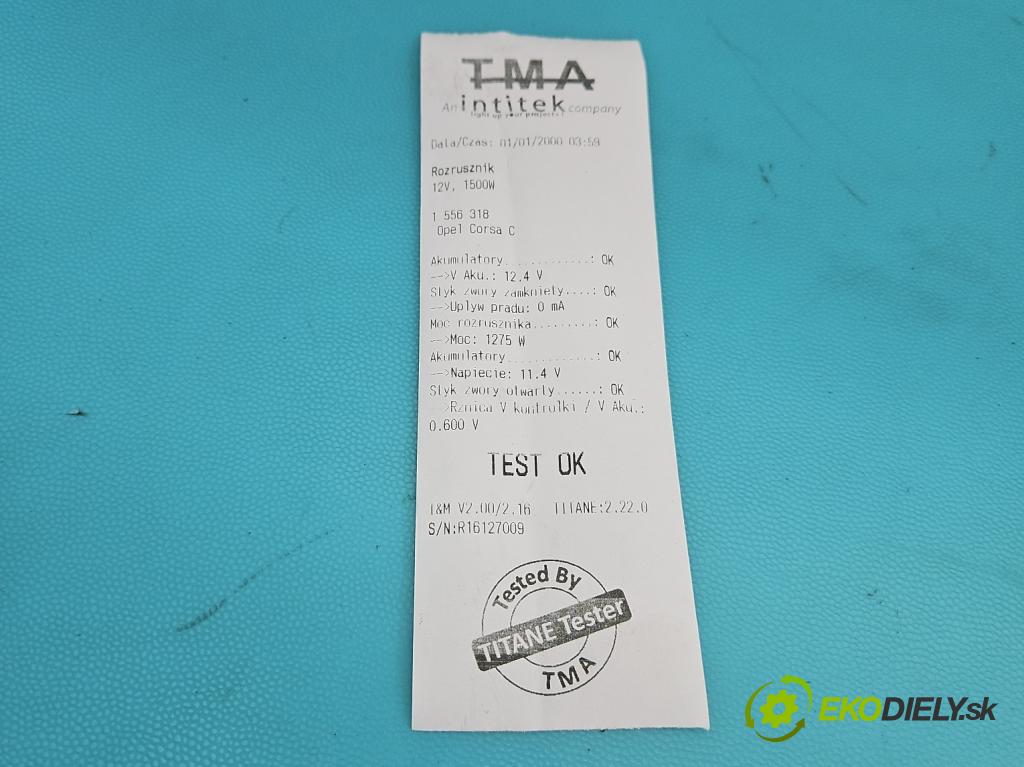 TMA
An intitek company
light up your projects!
Data/Czas: 01/01/2000 03:59
Rozrusznik
12V, 1500W
1 556 318
Opel Corsa C
Akumulatory.............: OK
-->V Aku.: 12.4 V
Styk zwory zamkniety....: OK
-->Uplyw pradu: 0 mA
Moc rozrusznika.........: OK
-->Moc: 1275 W
Akumulatory.............: OK
-->Napiecie: 11.4 V
Styk zwory otwarty......: OK
-->Rznica V kontrolki / V Aku.:
0.600 V
TEST OK
T&M V2.00/2.16 TITANE:2.22.0
S/N:R16127009
Tested By
TITANE Tester
TMA
EKODIELY.sk